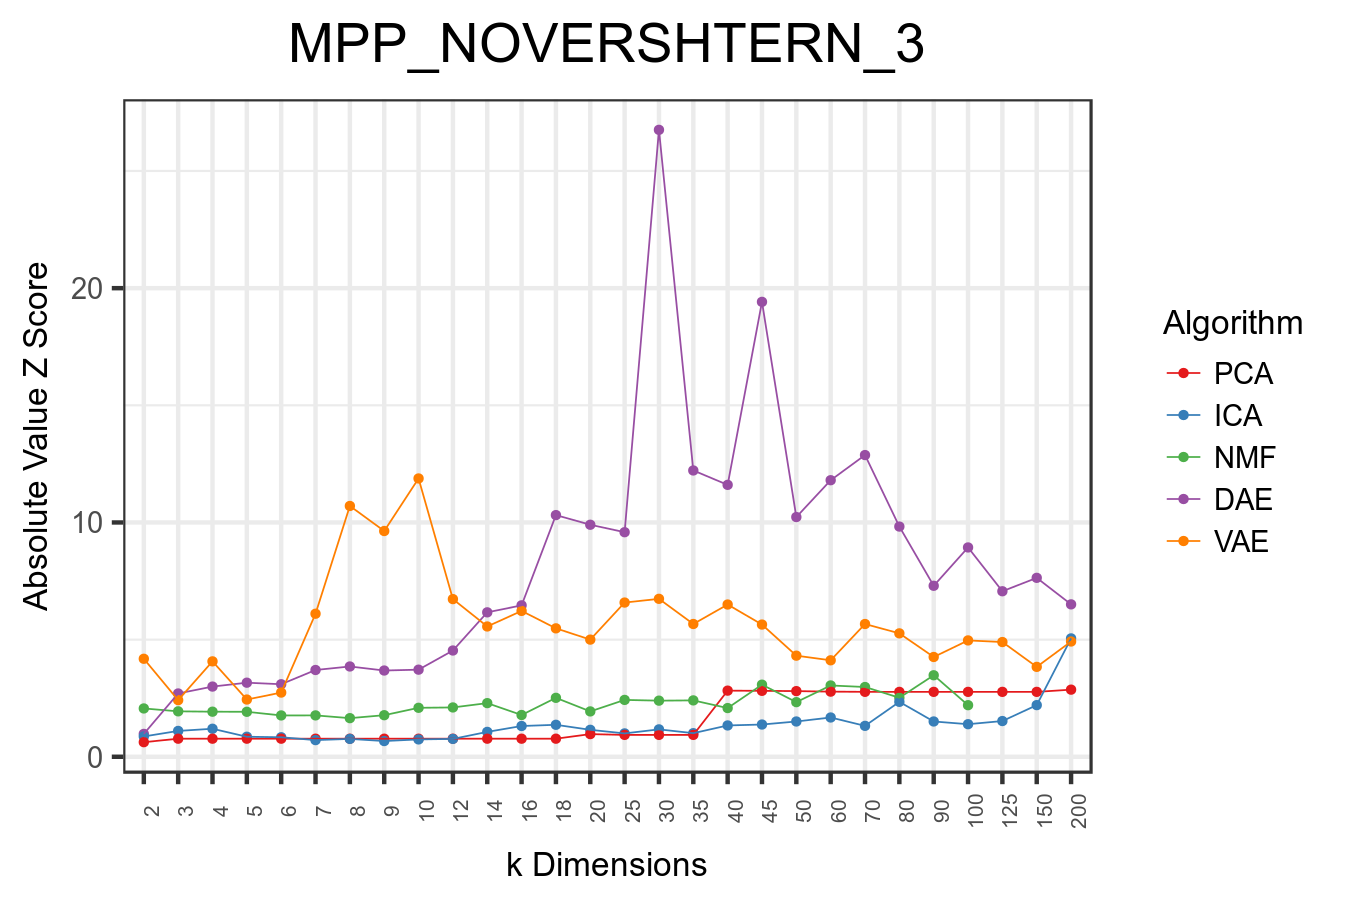 MPP_NOVERSHTERN_3
Absolute Value Z Score
20
10
0
2 3 4 5 6 7 8 9 10 12 14 16 18 20 25 30 35 40 45 50 60 70 80 90 100 125 150 200
k Dimensions
Algorithm
PCA
ICA
NMF
DAE
VAE